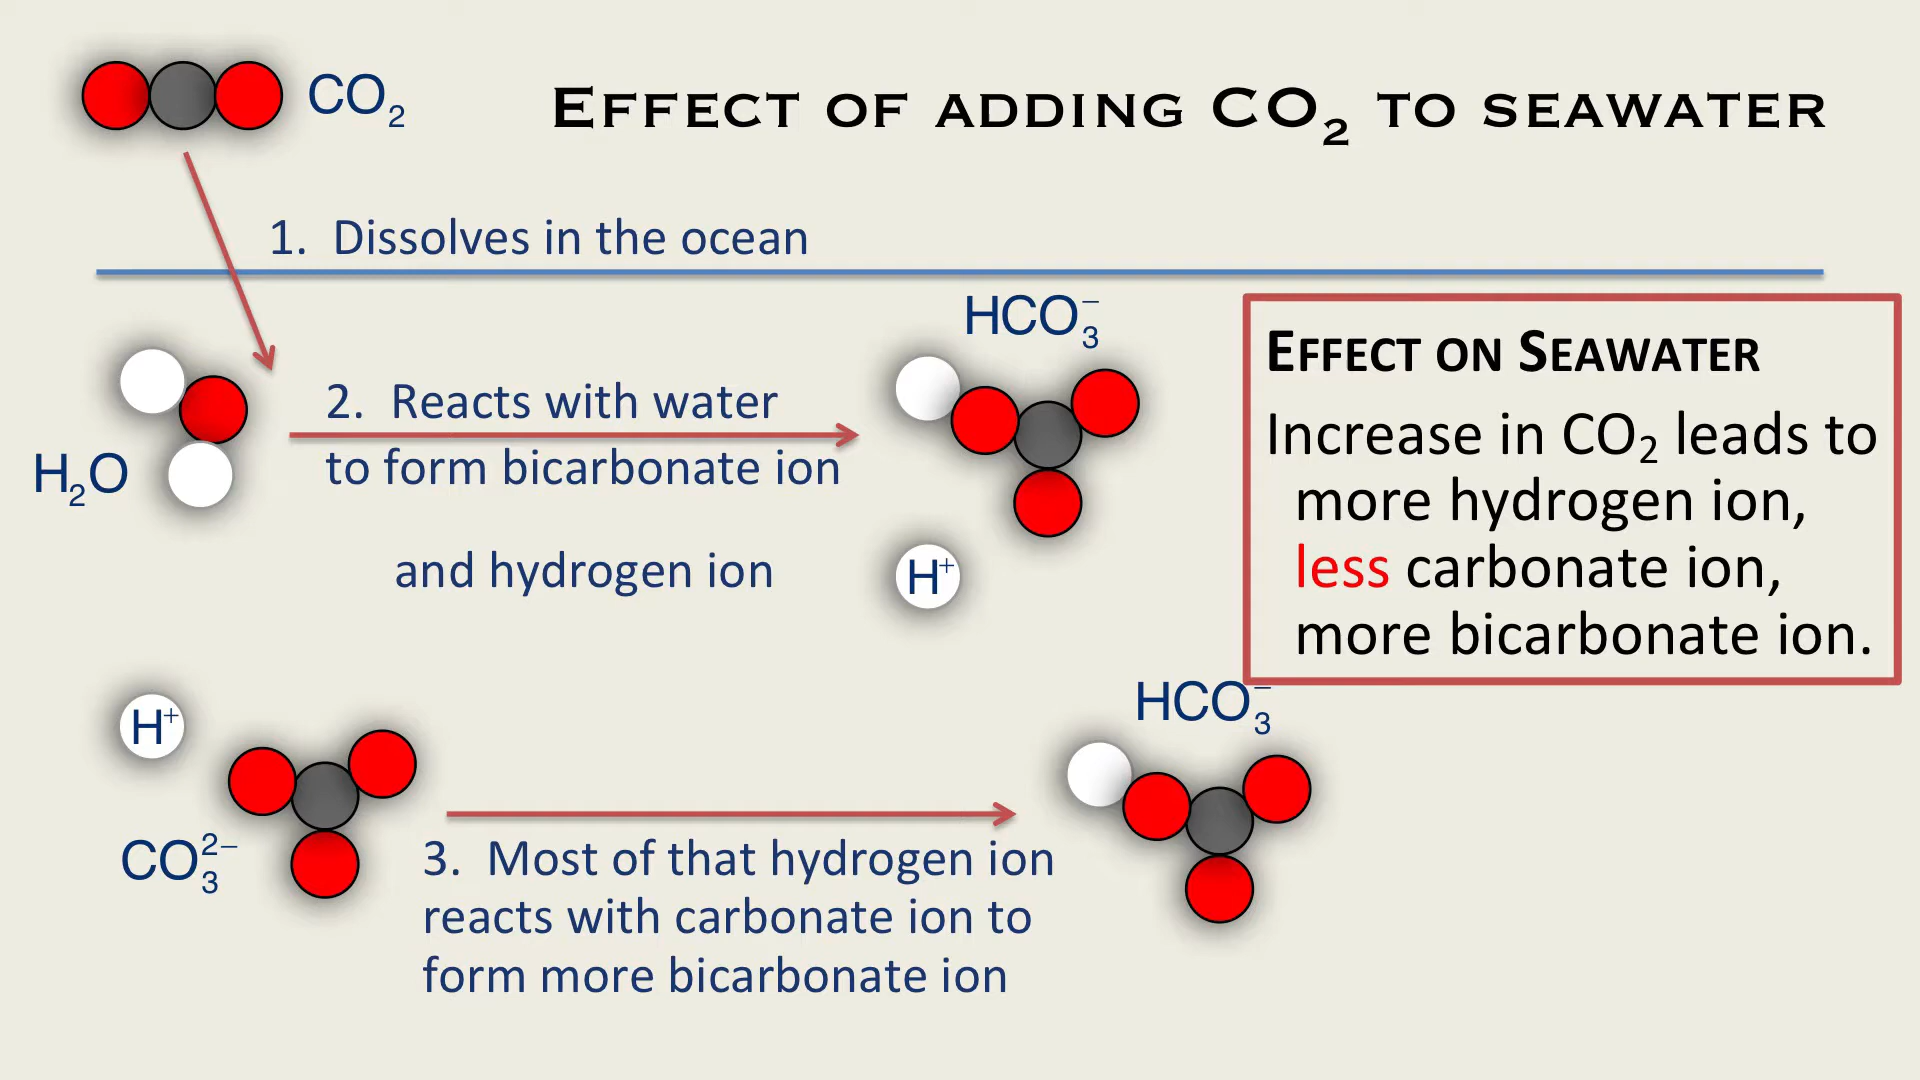 CO₂
EFFECT OF ADDING CO₂ TO SEAWATER
1. Dissolves in the ocean
H₂O
2. Reacts with water
to form bicarbonate ion
and hydrogen ion
HCO₃⁻
H⁺
EFFECT ON SEAWATER
Increase in CO₂ leads to
more hydrogen ion,
less carbonate ion,
more bicarbonate ion.
H⁺
CO₃²⁻
3. Most of that hydrogen ion
reacts with carbonate ion to
form more bicarbonate ion
HCO₃⁻